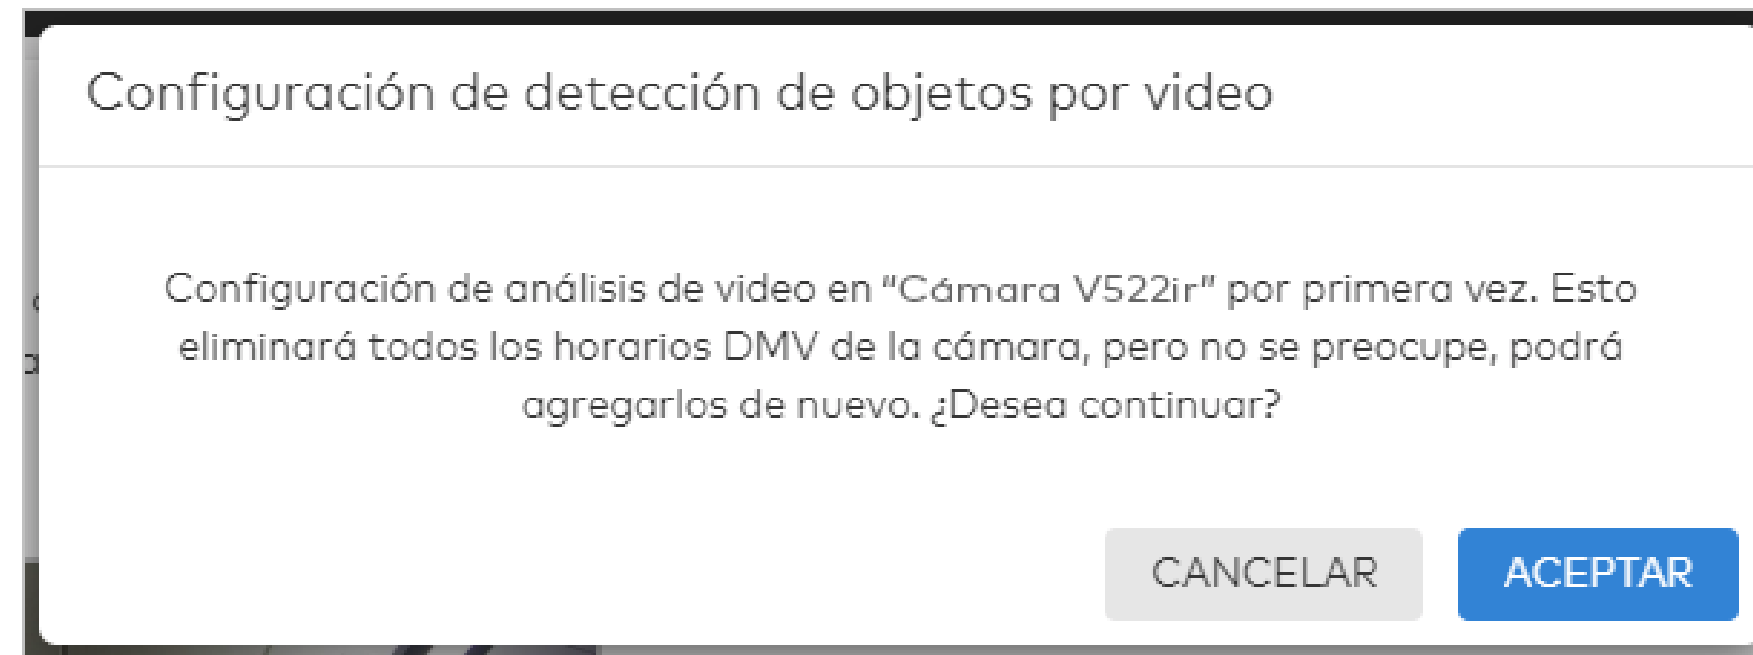 Configuración de detección de objetos por video
Configuración de análisis de video en "Cámara V522ir" por primera vez. Esto
eliminará todos los horarios DMV de la cámara, pero no se preocupe, podrá
agregarlos de nuevo. ¿Desea continuar?
CANCELAR ACEPTAR